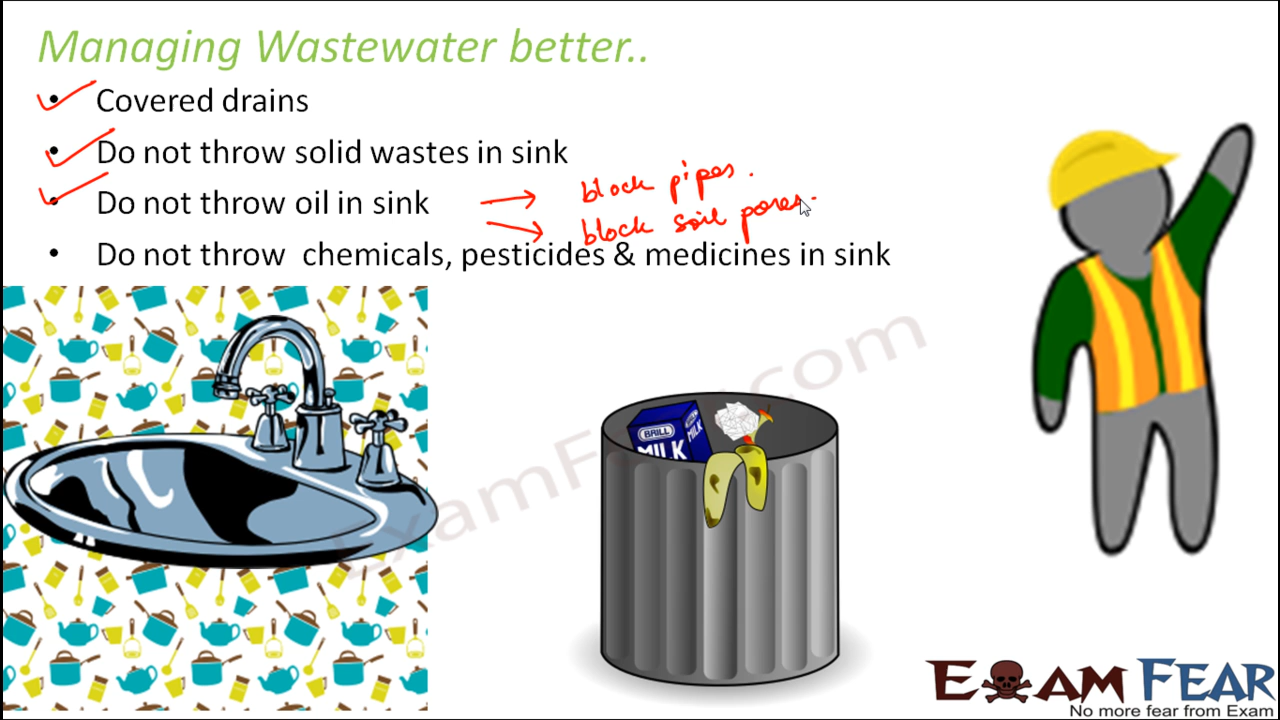 Managing Wastewater better..
• Covered drains
• Do not throw solid wastes in sink
• Do not throw oil in sink → block pipes.
→ block soil pores.
• Do not throw chemicals, pesticides & medicines in sink
ExamFear.com
BRILL
MILK
MILK
EXAM FEAR
No more fear from Exam